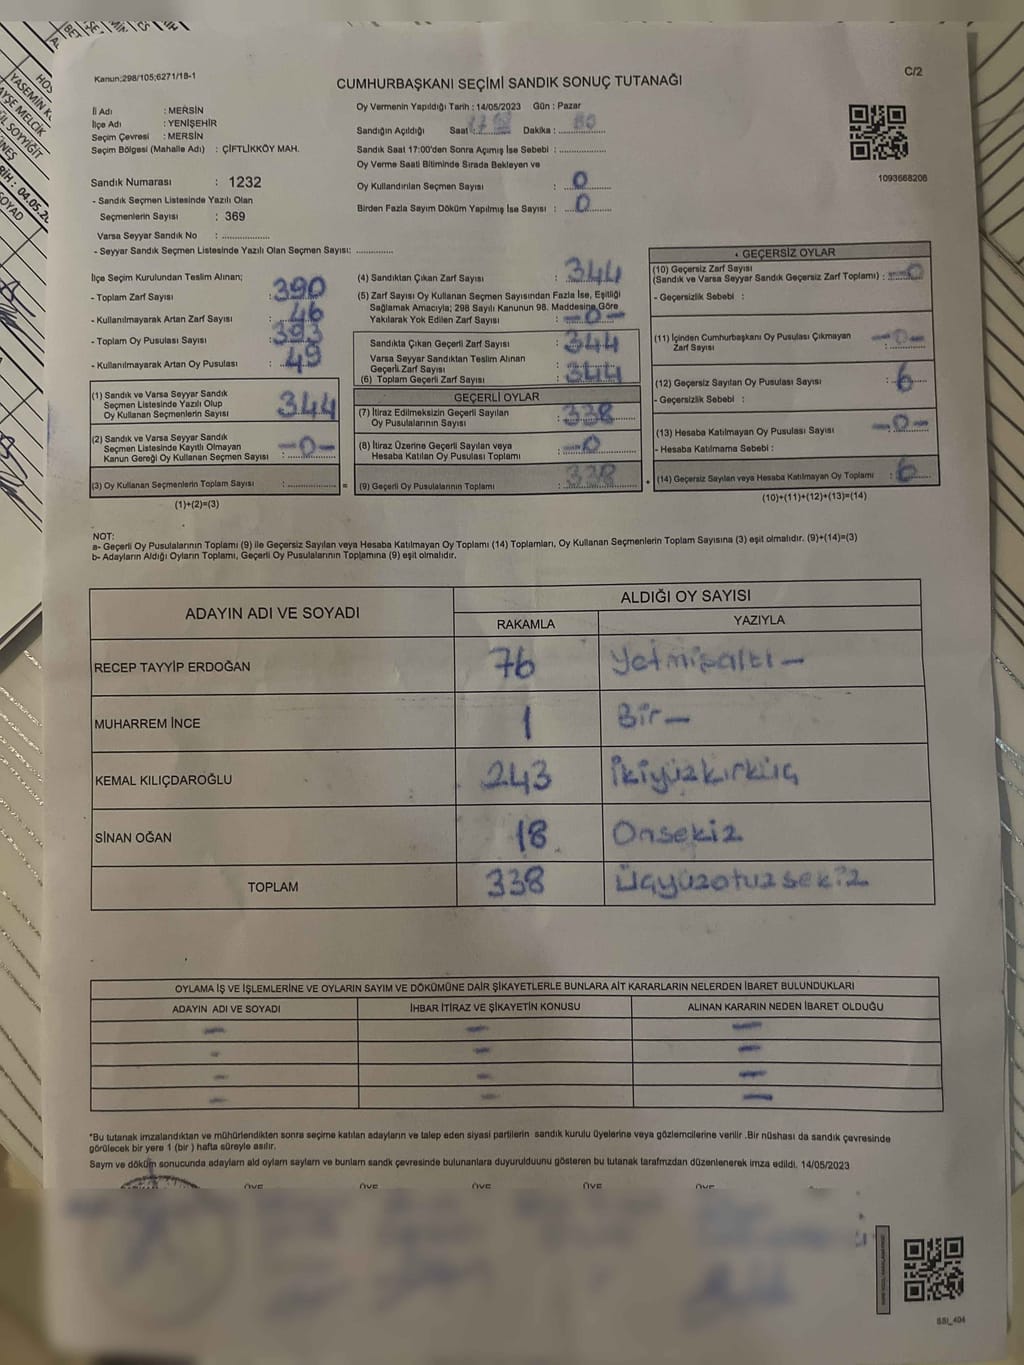 Kanun;298/105;6271/18-1
C/2
CUMHURBAŞKANI SEÇİMİ SANDIK SONUÇ TUTANAĞI
İl Adı : MERSİN
İlçe Adı : YENİŞEHİR
Seçim Çevresi : MERSİN
Seçim Bölgesi (Mahalle Adı) : ÇİFTLİKKÖY MAH.
Oy Vermenin Yapıldığı Tarih : 14/05/2023 Gün : Pazar
Sandığın Açıldığı Saat : Dakika :
Sandık Saat 17:00'den Sonra Açımış İse Sebebi :
Oy Verme Saati Bitiminde Sırada Bekleyen ve
Oy Kullandırılan Seçmen Sayısı : 0
Birden Fazla Sayım Döküm Yapılmış İse Sayısı : 0
1093668206
Sandık Numarası : 1232
- Sandık Seçmen Listesinde Yazılı Olan
Seçmenlerin Sayısı : 369
Varsa Seyyar Sandık No :
- Seyyar Sandık Seçmen Listesinde Yazılı Olan Seçmen Sayısı:
İlçe Seçim Kurulundan Teslim Alınan;
- Toplam Zarf Sayısı : 390
- Kullanılmayarak Artan Zarf Sayısı : 46
- Toplam Oy Pusulası Sayısı : 393
- Kullanılmayarak Artan Oy Pusulası : 49
(1) Sandık ve Varsa Seyyar Sandık
Seçmen Listesinde Yazılı Olup
Oy Kullanan Seçmenlerin Sayısı : 344
(2) Sandık ve Varsa Seyyar Sandık
Seçmen Listesinde Kayıtlı Olmayan
Kanun Gereği Oy Kullanan Seçmen Sayısı : -0-
(3) Oy Kullanan Seçmenlerin Toplam Sayısı : =
(1)+(2)=(3)
(4) Sandıktan Çıkan Zarf Sayısı : 344
(5) Zarf Sayısı Oy Kullanan Seçmen Sayısından Fazla İse, Eşitliği
Sağlamak Amacıyla; 298 Sayılı Kanunun 98. Maddesine Göre
Yakılarak Yok Edilen Zarf Sayısı : -0-
Sandıkta Çıkan Geçerli Zarf Sayısı : 344
Varsa Seyyar Sandıktan Teslim Alınan
Geçerli Zarf Sayısı
(6) Toplam Geçerli Zarf Sayısı : 344
GEÇERLİ OYLAR
(7) İtiraz Edilmeksizin Geçerli Sayılan
Oy Pusulasının Sayısı : 338
(8) İtiraz Üzerine Geçerli Sayılan veya
Hesaba Katılan Oy Pusulası Toplamı : -0
(9) Geçerli Oy Pusulalarının Toplamı : 338 +
GEÇERSİZ OYLAR
(10) Geçersiz Zarf Sayısı
(Sandık ve Varsa Seyyar Sandık Geçersiz Zarf Toplamı) : -0
- Geçersizlik Sebebi :
(11) İçinden Cumhurbaşkanı Oy Pusulası Çıkmayan
Zarf Sayısı : -0-
(12) Geçersiz Sayılan Oy Pusulası Sayısı : 6
- Geçersizlik Sebebi :
(13) Hesaba Katılmayan Oy Pusulası Sayısı : -0-
- Hesaba Katılmama Sebebi :
(14) Geçersiz Sayılan veya Hesaba Katılmayan Oy Toplamı : 6
(10)+(11)+(12)+(13)=(14)
NOT:
a- Geçerli Oy Pusulalarının Toplamı (9) ile Geçersiz Sayılan veya Hesaba Katılmayan Oy Toplamı (14) Toplamları, Oy Kullanan Seçmenlerin Toplam Sayısına (3) eşit olmalıdır. (9)+(14)=(3)
b- Adayların Aldığı Oyların Toplamı, Geçerli Oy Pusulalarının Toplamına (9) eşit olmalıdır.
ADAYIN ADI VE SOYADI ALDIĞI OY SAYISI
RAKAMLA YAZIYLA
RECEP TAYYİP ERDOĞAN 76 Yetmişaltı –
MUHARREM İNCE 1 Bir –
KEMAL KILIÇDAROĞLU 243 İkiyüzkırküç
SİNAN OĞAN 18 Onsekiz
TOPLAM 338 Üçyüzotuzsekiz
OYLAMA İŞ VE İŞLEMLERİNE VE OYLARIN SAYIM VE DÖKÜMÜNE DAİR ŞİKAYETLERLE BUNLARA AİT KARARLARIN NELERDEN İBARET BULUNDUKLARI
ADAYIN ADI VE SOYADI İHBAR İTİRAZ VE ŞİKAYETİN KONUSU ALINAN KARARIN NEDEN İBARET OLDUĞU
*Bu tutanak imzalandıktan ve mühürlendikten sonra seçime katılan adayların ve talep eden siyasi partilerin sandık kurulu üyelerine veya gözlemcilerine verilir .Bir nüshası da sandık çevresinde
görülecek bir yere 1 (bir ) hafta süreyle asılır.
Saym ve döküm sonucunda adaylarn ald oylarn saylarn ve bunlarn sandk çevresinde bulunanlara duyurulduunu gösteren bu tutanak tarafmzdan düzenlenerek imza edildi. 14/05/2023